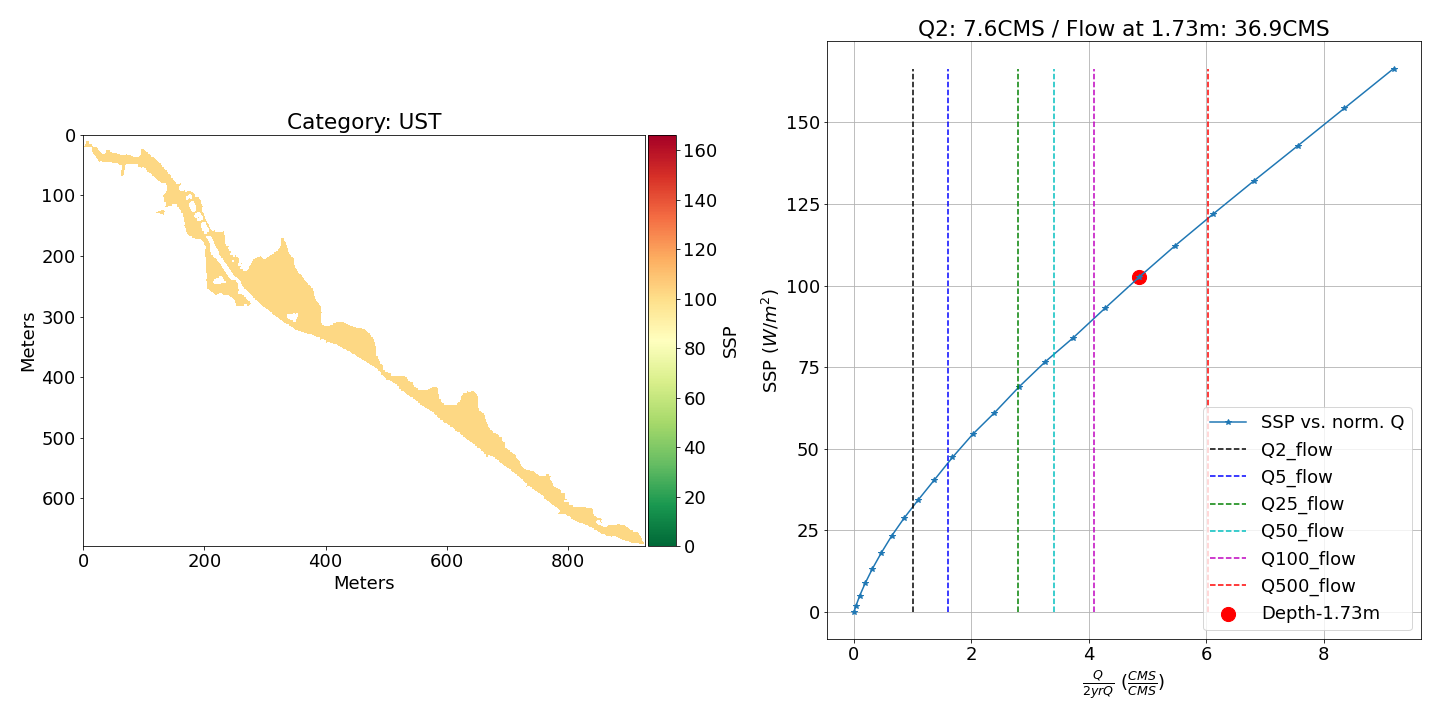 Category: UST
0
100
200
300
400
500
600
Meters
0
200
400
600
800
Meters
160
140
120
100
80
60
40
20
0
SSP
Q2: 7.6CMS / Flow at 1.73m: 36.9CMS
150
125
100
75
50
25
0
SSP (W/m²)
0
2
4
6
8
Q/2yrQ (CMS/CMS)
SSP vs. norm. Q
Q2_flow
Q5_flow
Q25_flow
Q50_flow
Q100_flow
Q500_flow
Depth-1.73m